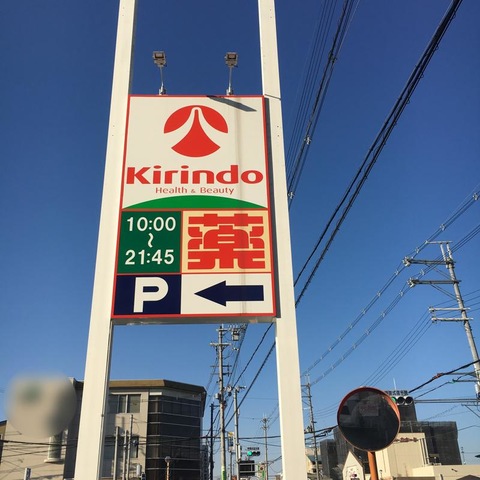 Kirindo
Health & Beauty
10:00
~
21:45
薬
P